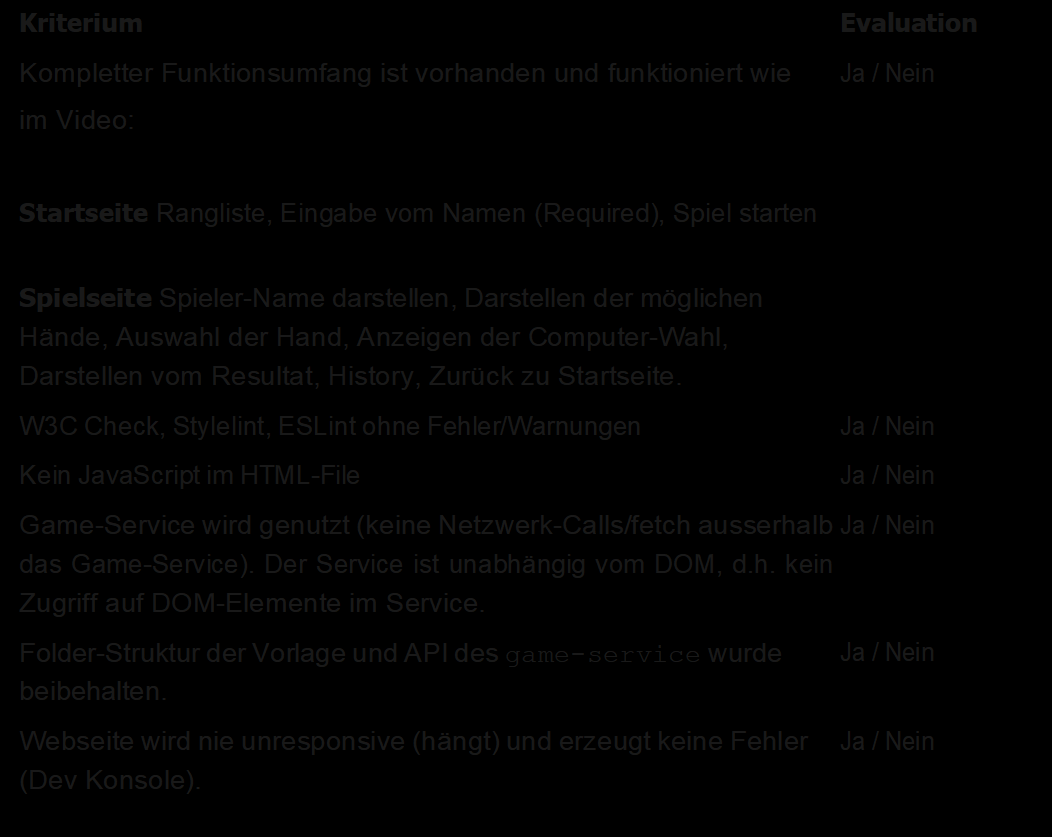 Kriterium Evaluation
Kompletter Funktionsumfang ist vorhanden und funktioniert wie Ja / Nein
im Video:
Startseite Rangliste, Eingabe vom Namen (Required), Spiel starten
Spielseite Spieler-Name darstellen, Darstellen der möglichen
Hände, Auswahl der Hand, Anzeigen der Computer-Wahl,
Darstellen vom Resultat, History, Zurück zu Startseite.
W3C Check, Stylelint, ESLint ohne Fehler/Warnungen Ja / Nein
Kein JavaScript im HTML-File Ja / Nein
Game-Service wird genutzt (keine Netzwerk-Calls/fetch ausserhalb Ja / Nein
das Game-Service). Der Service ist unabhängig vom DOM, d.h. kein
Zugriff auf DOM-Elemente im Service.
Folder-Struktur der Vorlage und API des game-service wurde Ja / Nein
beibehalten.
Webseite wird nie unresponsive (hängt) und erzeugt keine Fehler Ja / Nein
(Dev Konsole).